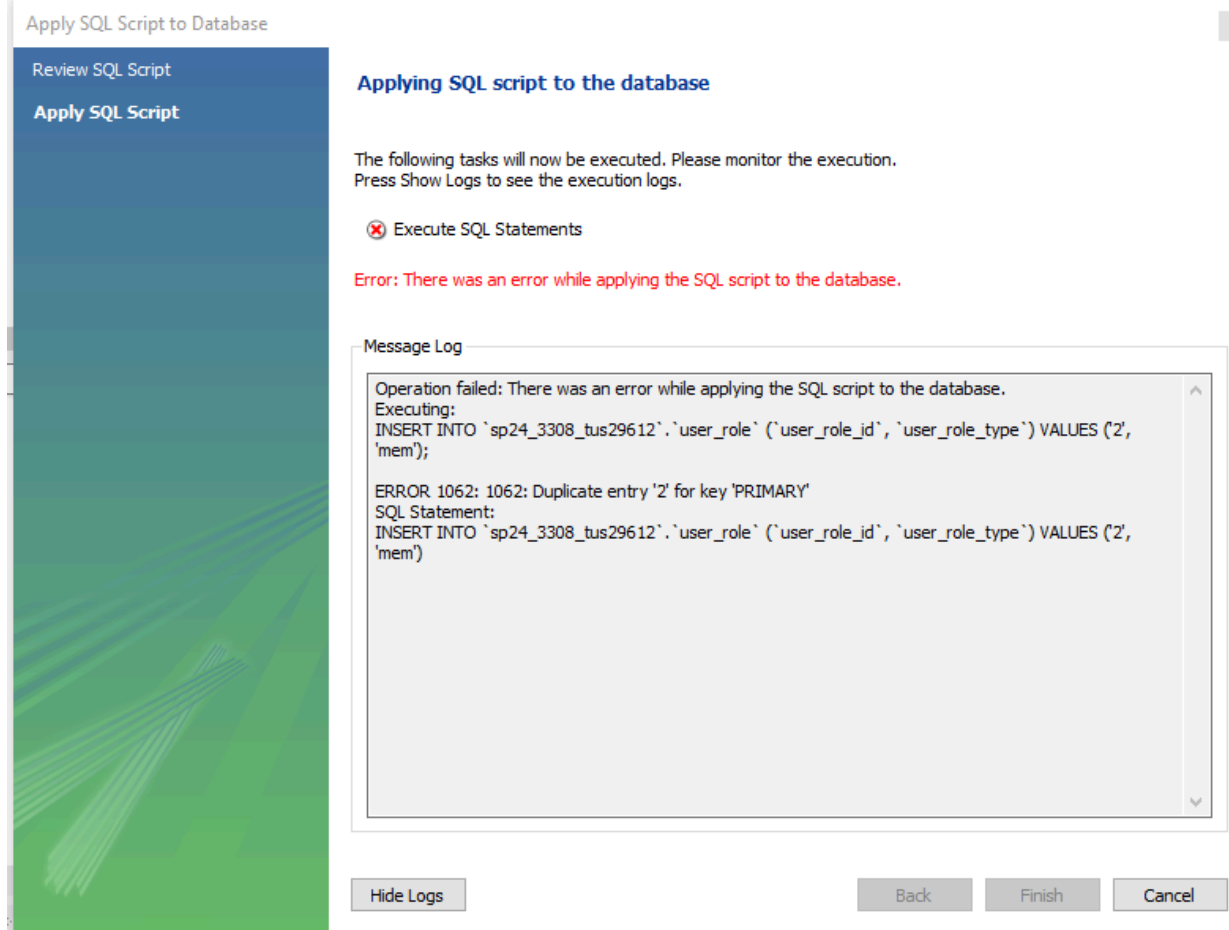 Apply SQL Script to Database
Review SQL Script
Apply SQL Script
Applying SQL script to the database
The following tasks will now be executed. Please monitor the execution.
Press Show Logs to see the execution logs.
Execute SQL Statements
Error: There was an error while applying the SQL script to the database.
Message Log
Operation failed: There was an error while applying the SQL script to the database.
Executing:
INSERT INTO `sp24_3308_tus29612`.`user_role` (`user_role_id`, `user_role_type`) VALUES ('2',
'mem');
ERROR 1062: 1062: Duplicate entry '2' for key 'PRIMARY'
SQL Statement:
INSERT INTO `sp24_3308_tus29612`.`user_role` (`user_role_id`, `user_role_type`) VALUES ('2',
'mem')
Hide Logs
Back
Finish
Cancel